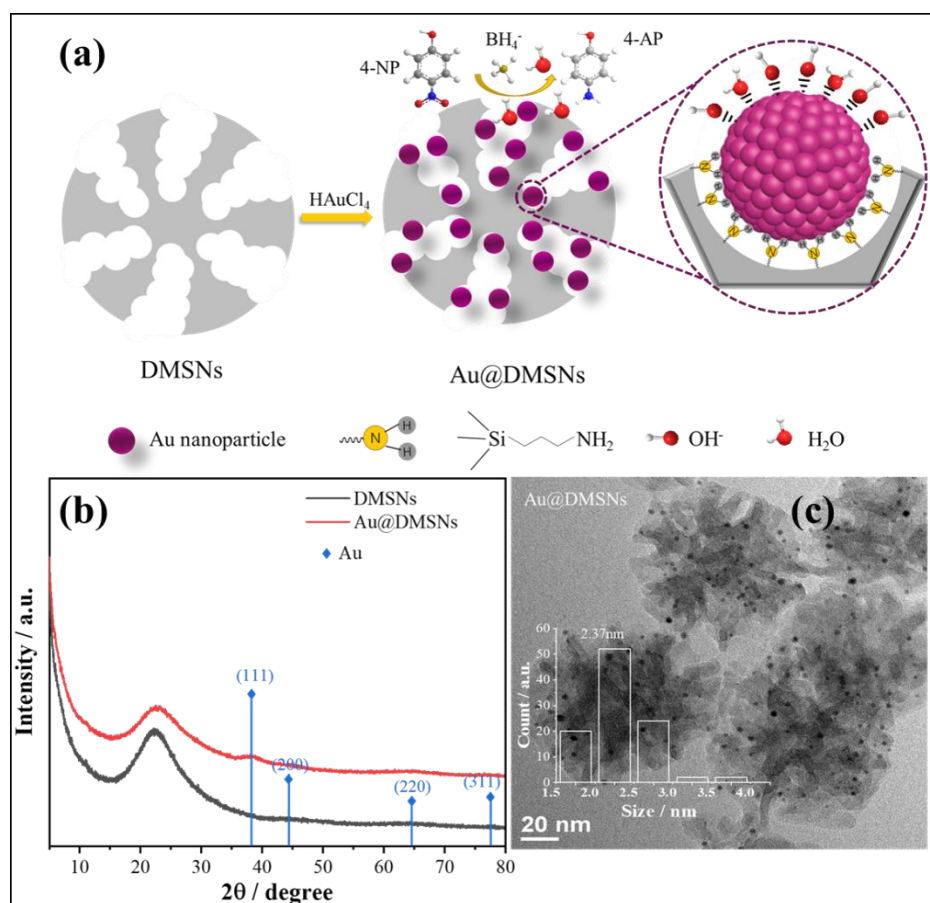 (a)
4-NP
BH₄⁻
4-AP
HAuCl₄
N
N
N
N
N
N
N
N
DMSNs
Au@DMSNs
Au nanoparticle
N
H
H
Si
NH₂
OH⁻
H₂O
(b)
DMSNs
Au@DMSNs
Au
(111)
(200)
(220)
(311)
Intensity / a.u.
5 10 20 30 40 50 60 70 80
2θ / degree
Au@DMSNs
(c)
2.37nm
Count / a.u.
60
50
40
30
20
10
0
2.0 2.5 3.0 3.5 4.0
Size / nm
20 nm